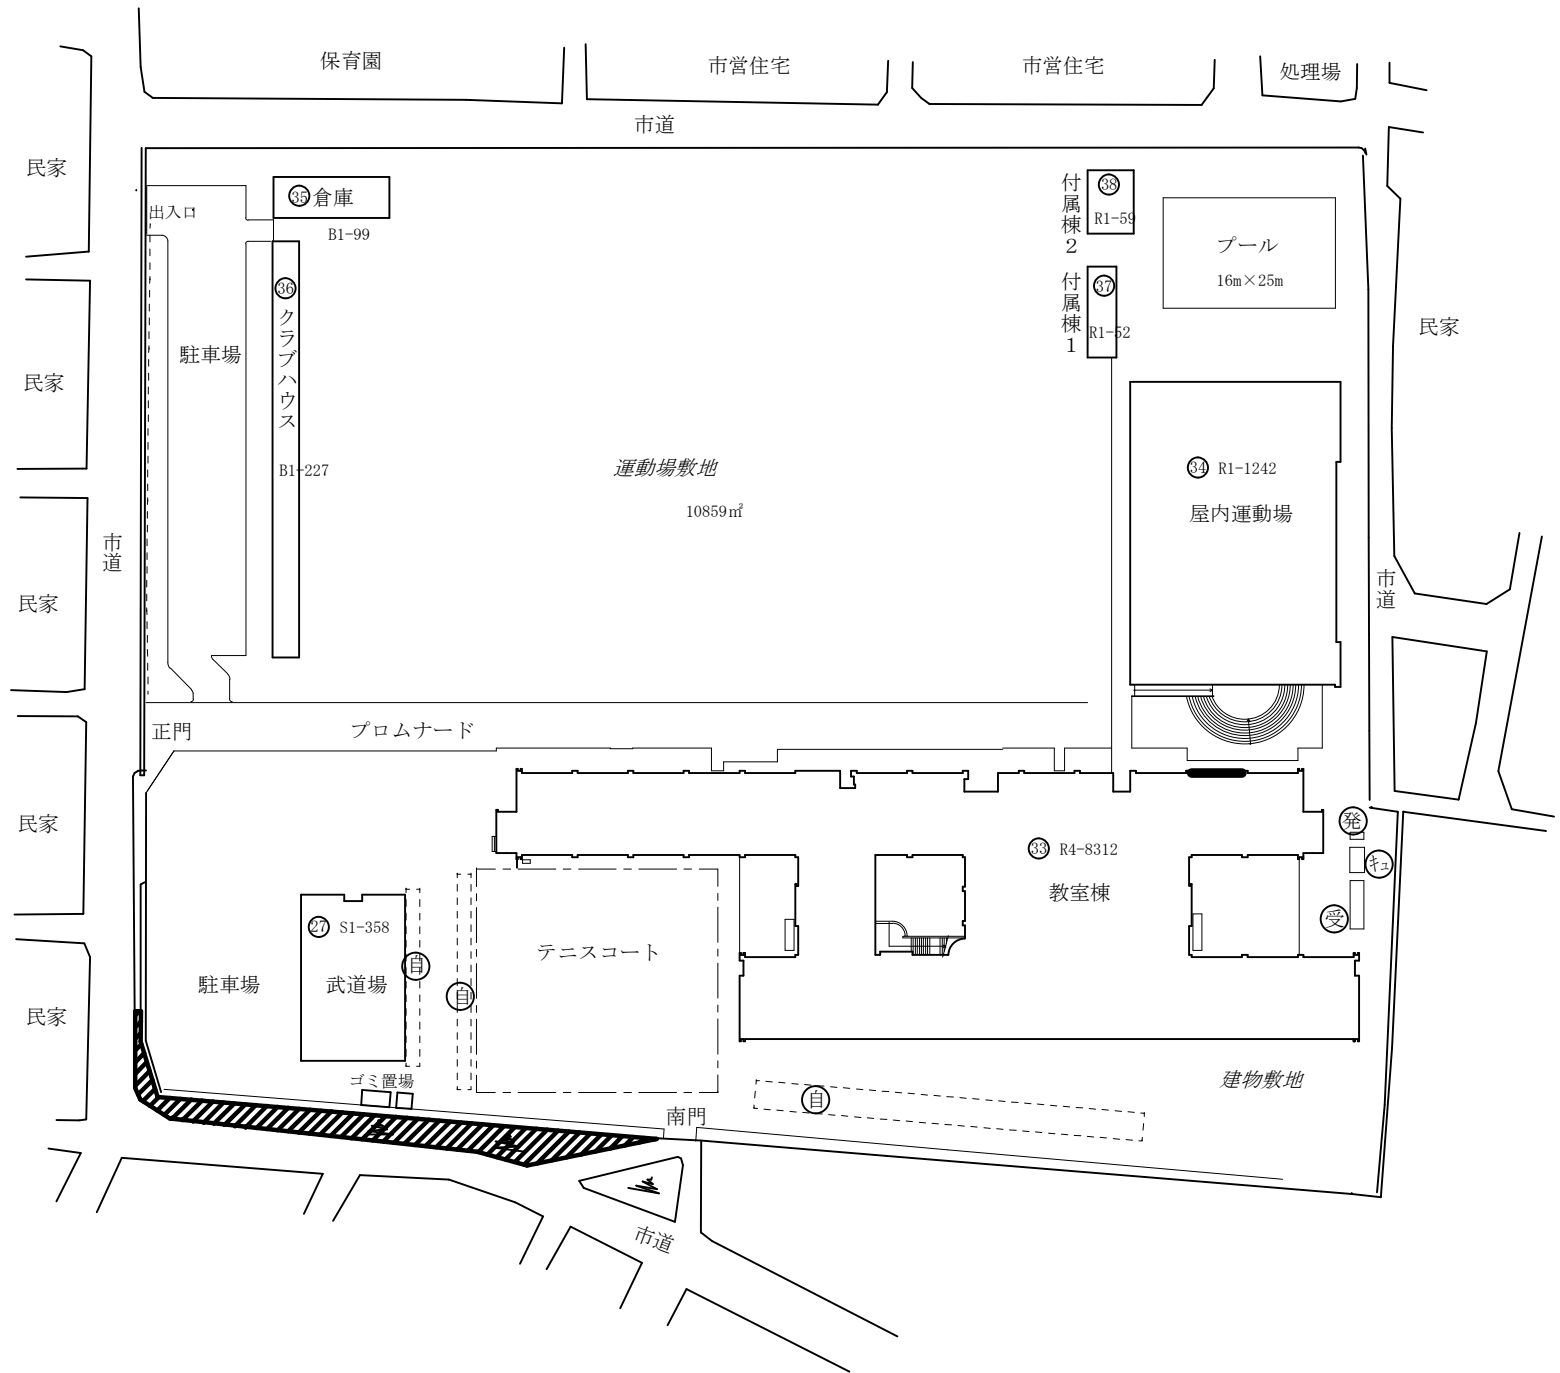 保育園
市営住宅
市営住宅
処理場
市道
民家
㉟倉庫
B1-99
出入口
付属棟2
㊳
R1-59
プール
16m×25m
㊱
クラブハウス
B1-227
駐車場
付属棟1
㊲
R1-52
民家
民家
運動場敷地
10859㎡
㉞ R1-1242
屋内運動場
市道
市道
民家
正門
プロムナード
民家
㉝ R4-8312
教室棟
発
キュ
受
㉗ S1-358
武道場
駐車場
自
自
テニスコート
民家
ゴミ置場
南門
自
建物敷地
市道